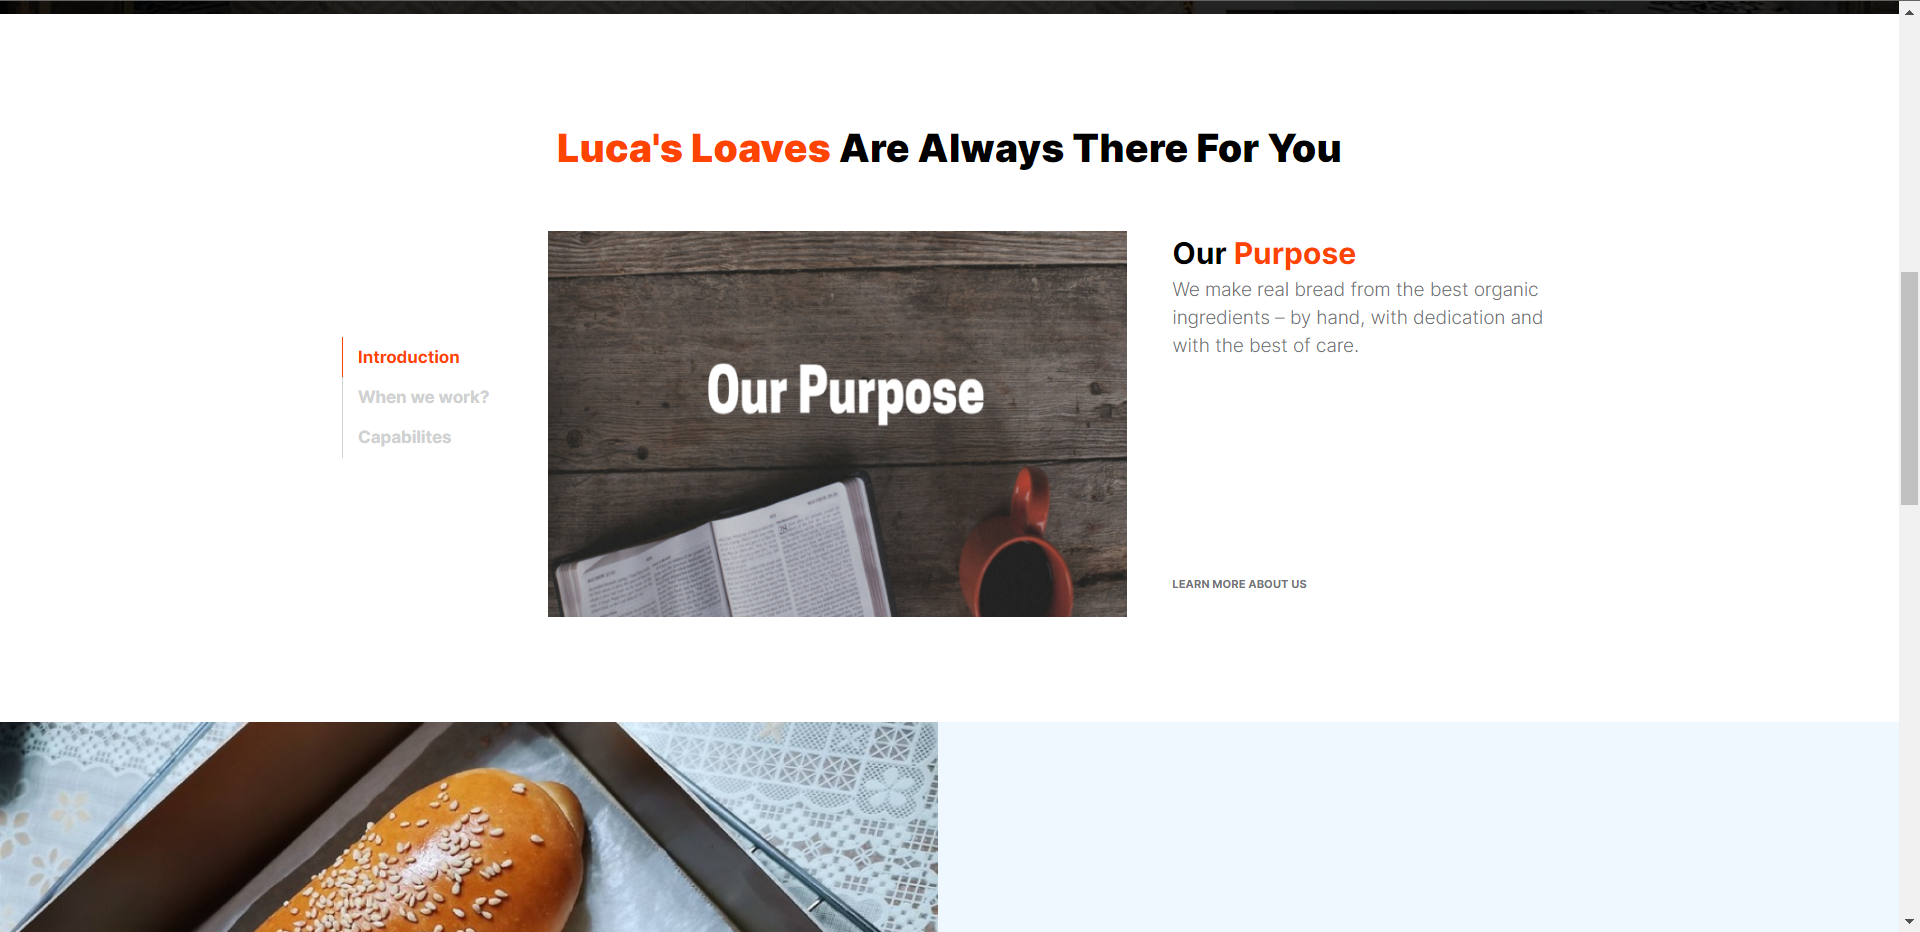 Luca's Loaves Are Always There For You
Introduction
When we work?
Capabilites
Our Purpose
Our Purpose
We make real bread from the best organic
ingredients – by hand, with dedication and
with the best of care.
LEARN MORE ABOUT US